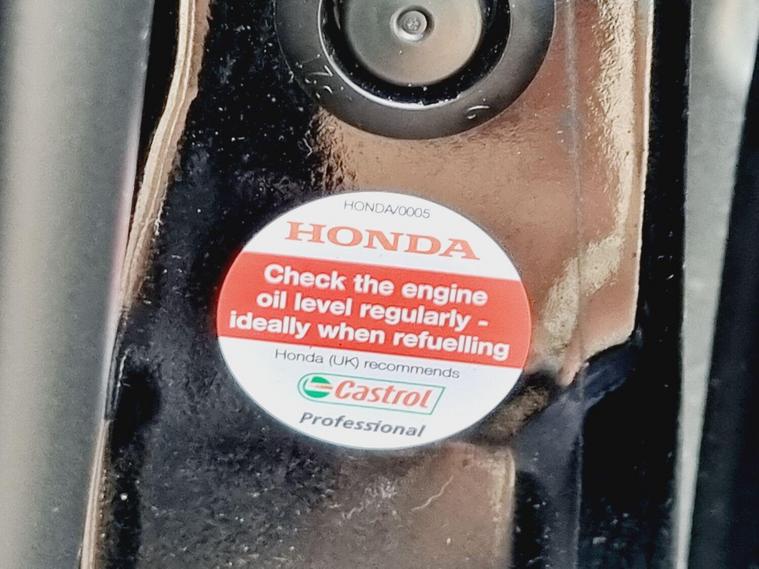 HONDA/0005
HONDA
Check the engine
oil level regularly -
ideally when refuelling
Honda (UK) recommends
Castrol
Professional